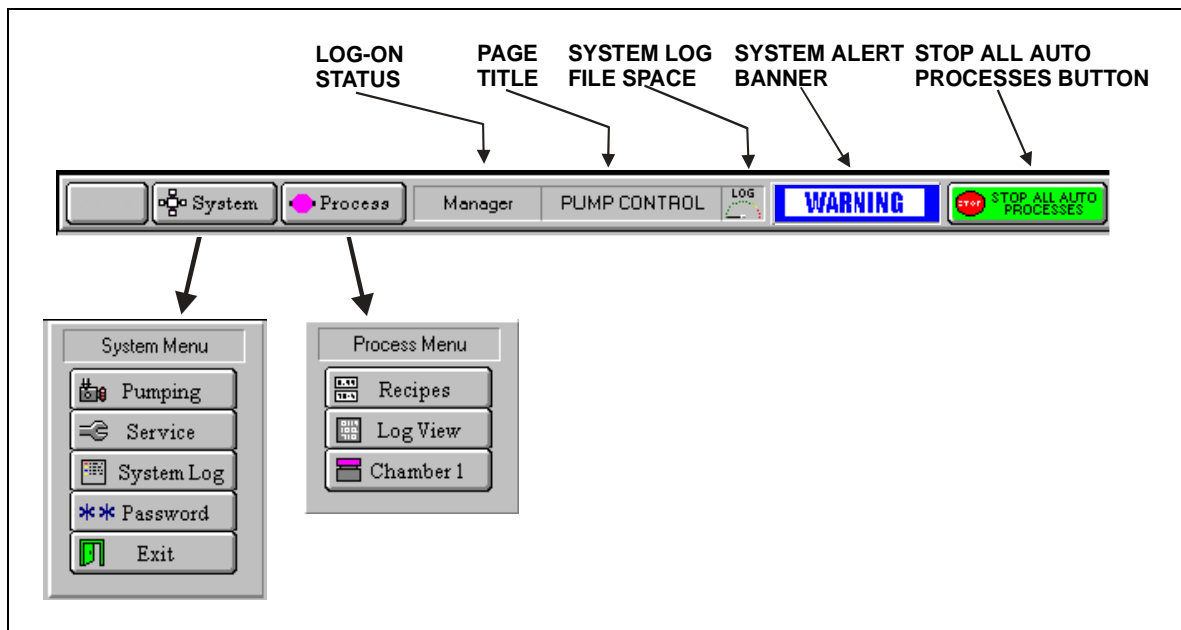 LOG-ON
STATUS
PAGE
TITLE
SYSTEM LOG
FILE SPACE
SYSTEM ALERT
BANNER
STOP ALL AUTO
PROCESSES BUTTON
System
Process
Manager
PUMP CONTROL
LOG
WARNING
STOP
STOP ALL AUTO
PROCESSES
System Menu
Pumping
Service
System Log
Password
Exit
Process Menu
Recipes
Log View
Chamber 1